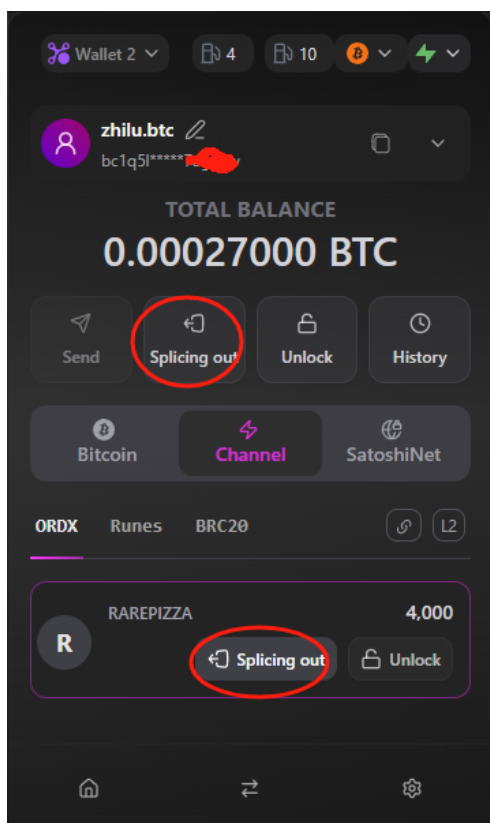 Wallet 2 4 10
zhilu.btc
bc1q5l*****
TOTAL BALANCE
0.00027000 BTC
Send Splicing out Unlock History
Bitcoin Channel SatoshiNet
ORDX Runes BRC20 L2
RAREPIZZA 4,000
R Splicing out Unlock